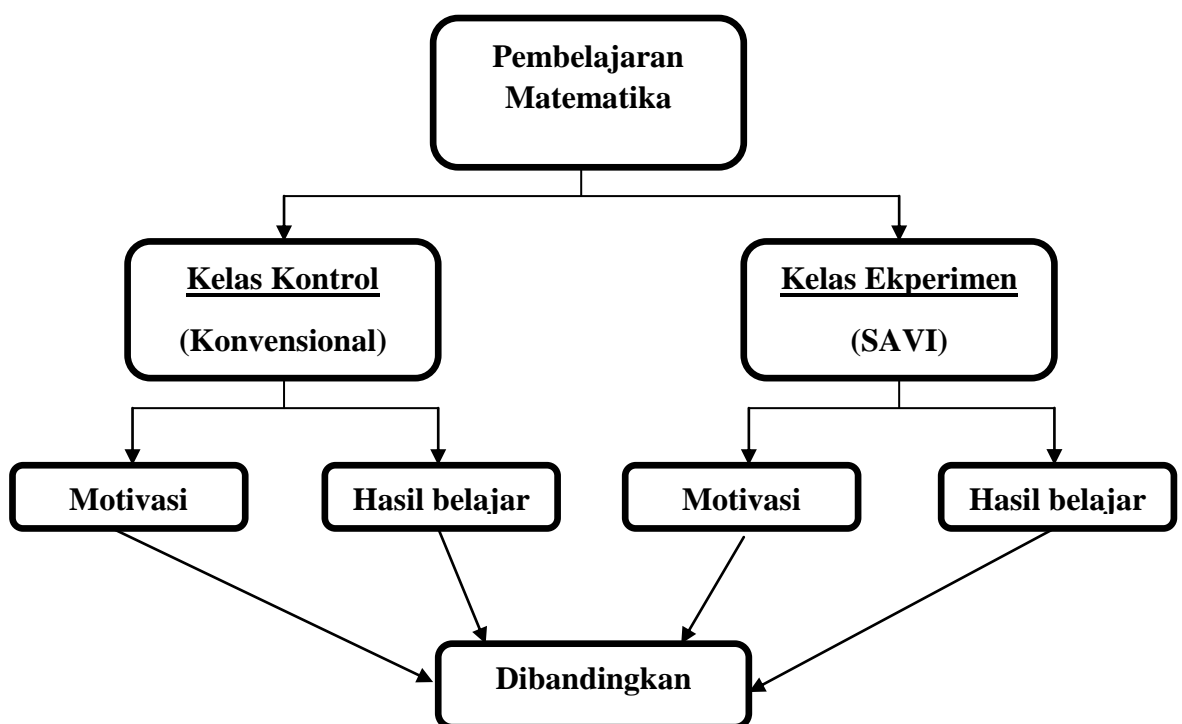 Pembelajaran
Matematika
Kelas Kontrol
(Konvensional)
Kelas Ekperimen
(SAVI)
Motivasi
Hasil belajar
Motivasi
Hasil belajar
Dibandingkan